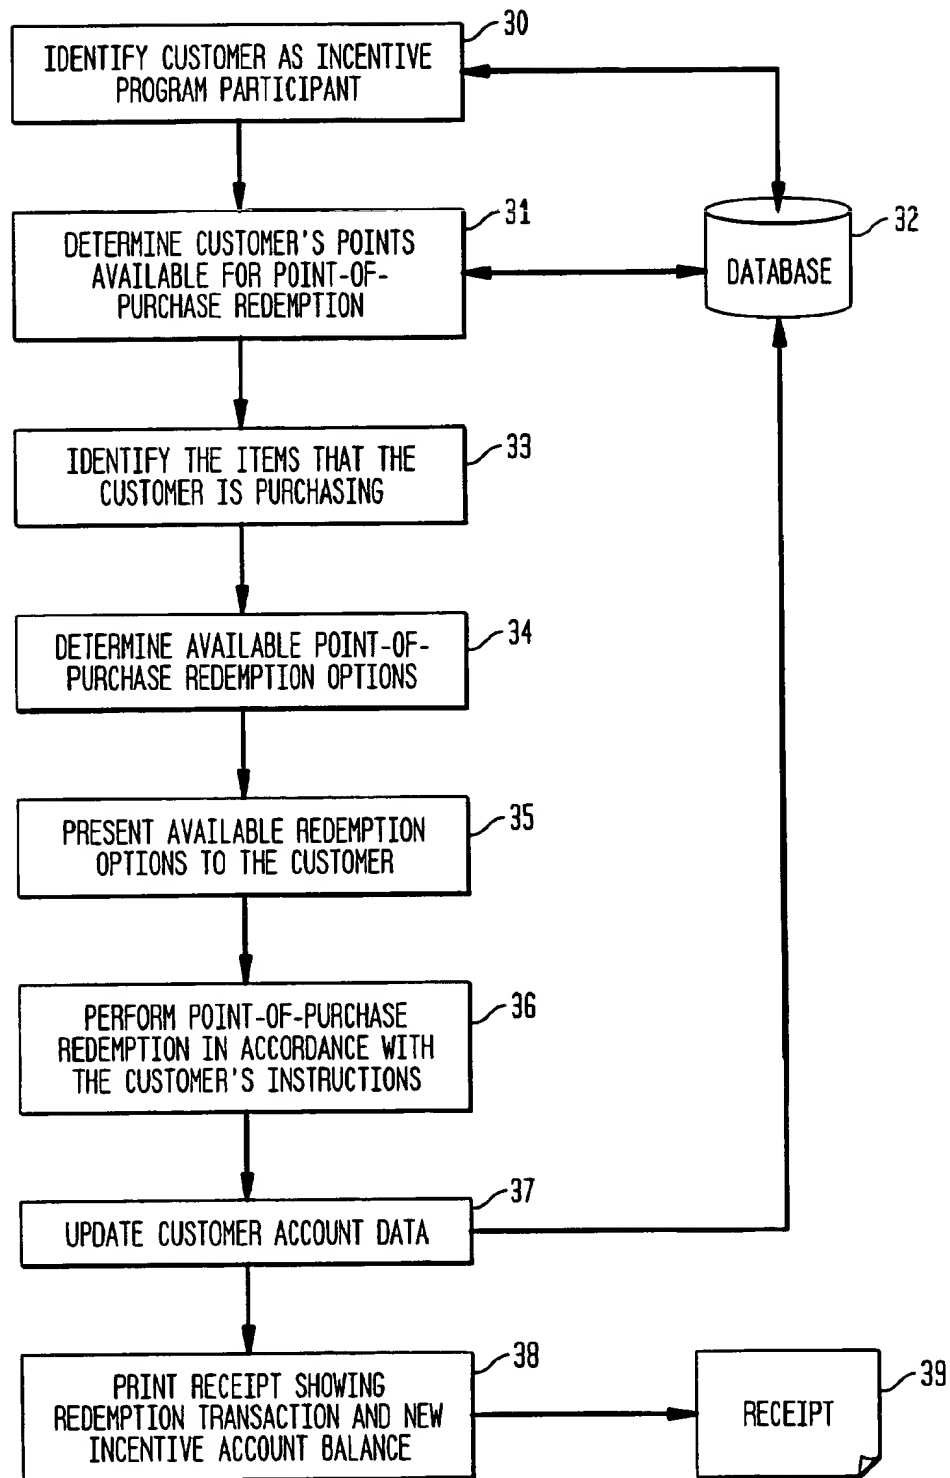 30
IDENTIFY CUSTOMER AS INCENTIVE
PROGRAM PARTICIPANT
31
DETERMINE CUSTOMER'S POINTS
AVAILABLE FOR POINT-OF-
PURCHASE REDEMPTION
32
DATABASE
33
IDENTIFY THE ITEMS THAT THE
CUSTOMER IS PURCHASING
34
DETERMINE AVAILABLE POINT-OF-
PURCHASE REDEMPTION OPTIONS
35
PRESENT AVAILABLE REDEMPTION
OPTIONS TO THE CUSTOMER
36
PERFORM POINT-OF-PURCHASE
REDEMPTION IN ACCORDANCE WITH
THE CUSTOMER'S INSTRUCTIONS
37
UPDATE CUSTOMER ACCOUNT DATA
38
PRINT RECEIPT SHOWING
REDEMPTION TRANSACTION AND NEW
INCENTIVE ACCOUNT BALANCE
39
RECEIPT